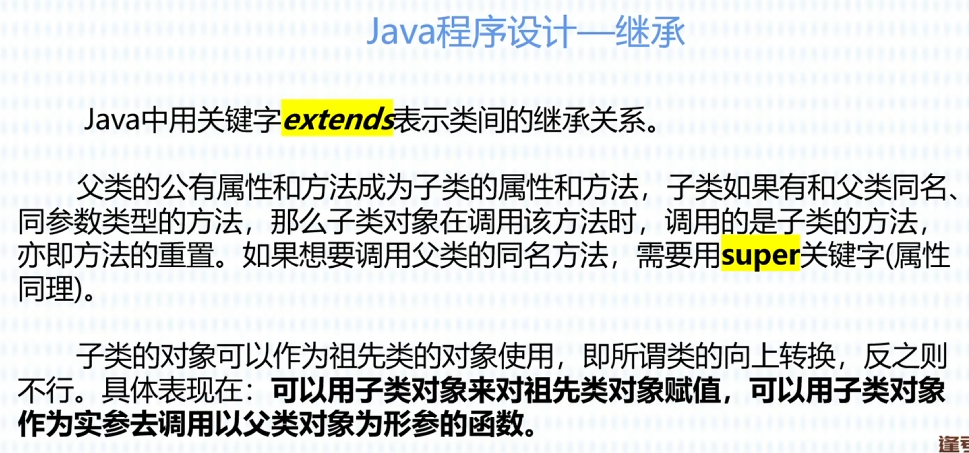 Java程序设计—继承
Java中用关键字extends表示类间的继承关系。
父类的公有属性和方法成为子类的属性和方法，子类如果有和父类同名、
同参数类型的方法，那么子类对象在调用该方法时，调用的是子类的方法，
亦即方法的重置。如果想要调用父类的同名方法，需要用super关键字(属性
同理)。
子类的对象可以作为祖先类的对象使用，即所谓类的向上转换，反之则
不行。具体表现在：可以用子类对象来对祖先类对象赋值，可以用子类对象
作为实参去调用以父类对象为形参的函数。